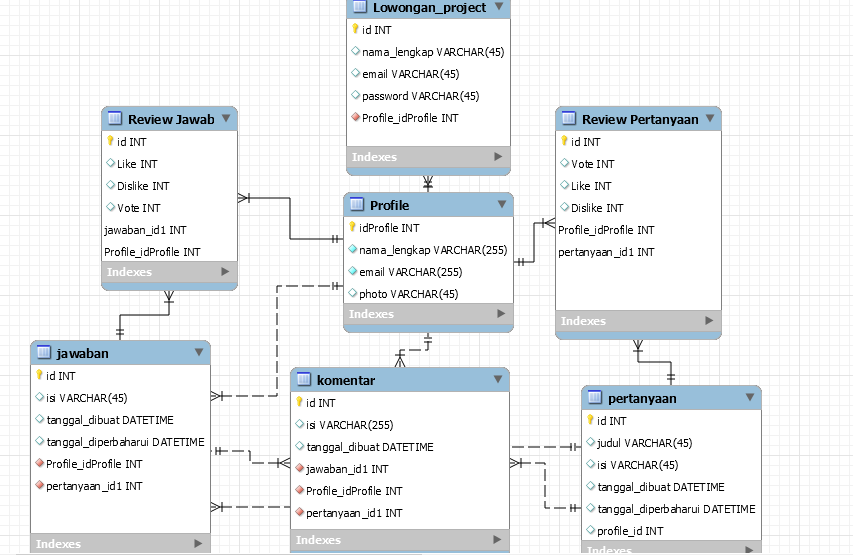 Lowongan_project
id INT
nama_lengkap VARCHAR(45)
email VARCHAR(45)
password VARCHAR(45)
Profile_idProfile INT
Indexes
Review Jawab
id INT
Like INT
Dislike INT
Vote INT
jawaban_id1 INT
Profile_idProfile INT
Indexes
Profile
idProfile INT
nama_lengkap VARCHAR(255)
email VARCHAR(255)
photo VARCHAR(45)
Indexes
Review Pertanyaan
id INT
Vote INT
Like INT
Dislike INT
Profile_idProfile INT
pertanyaan_id1 INT
Indexes
jawaban
id INT
isi VARCHAR(45)
tanggal_dibuat DATETIME
tanggal_diperbaharui DATETIME
Profile_idProfile INT
pertanyaan_id1 INT
Indexes
komentar
id INT
isi VARCHAR(255)
tanggal_dibuat DATETIME
jawaban_id1 INT
Profile_idProfile INT
pertanyaan_id1 INT
Indexes
pertanyaan
id INT
judul VARCHAR(45)
isi VARCHAR(45)
tanggal_dibuat DATETIME
tanggal_diperbaharui DATETIME
profile_id INT
Indexes